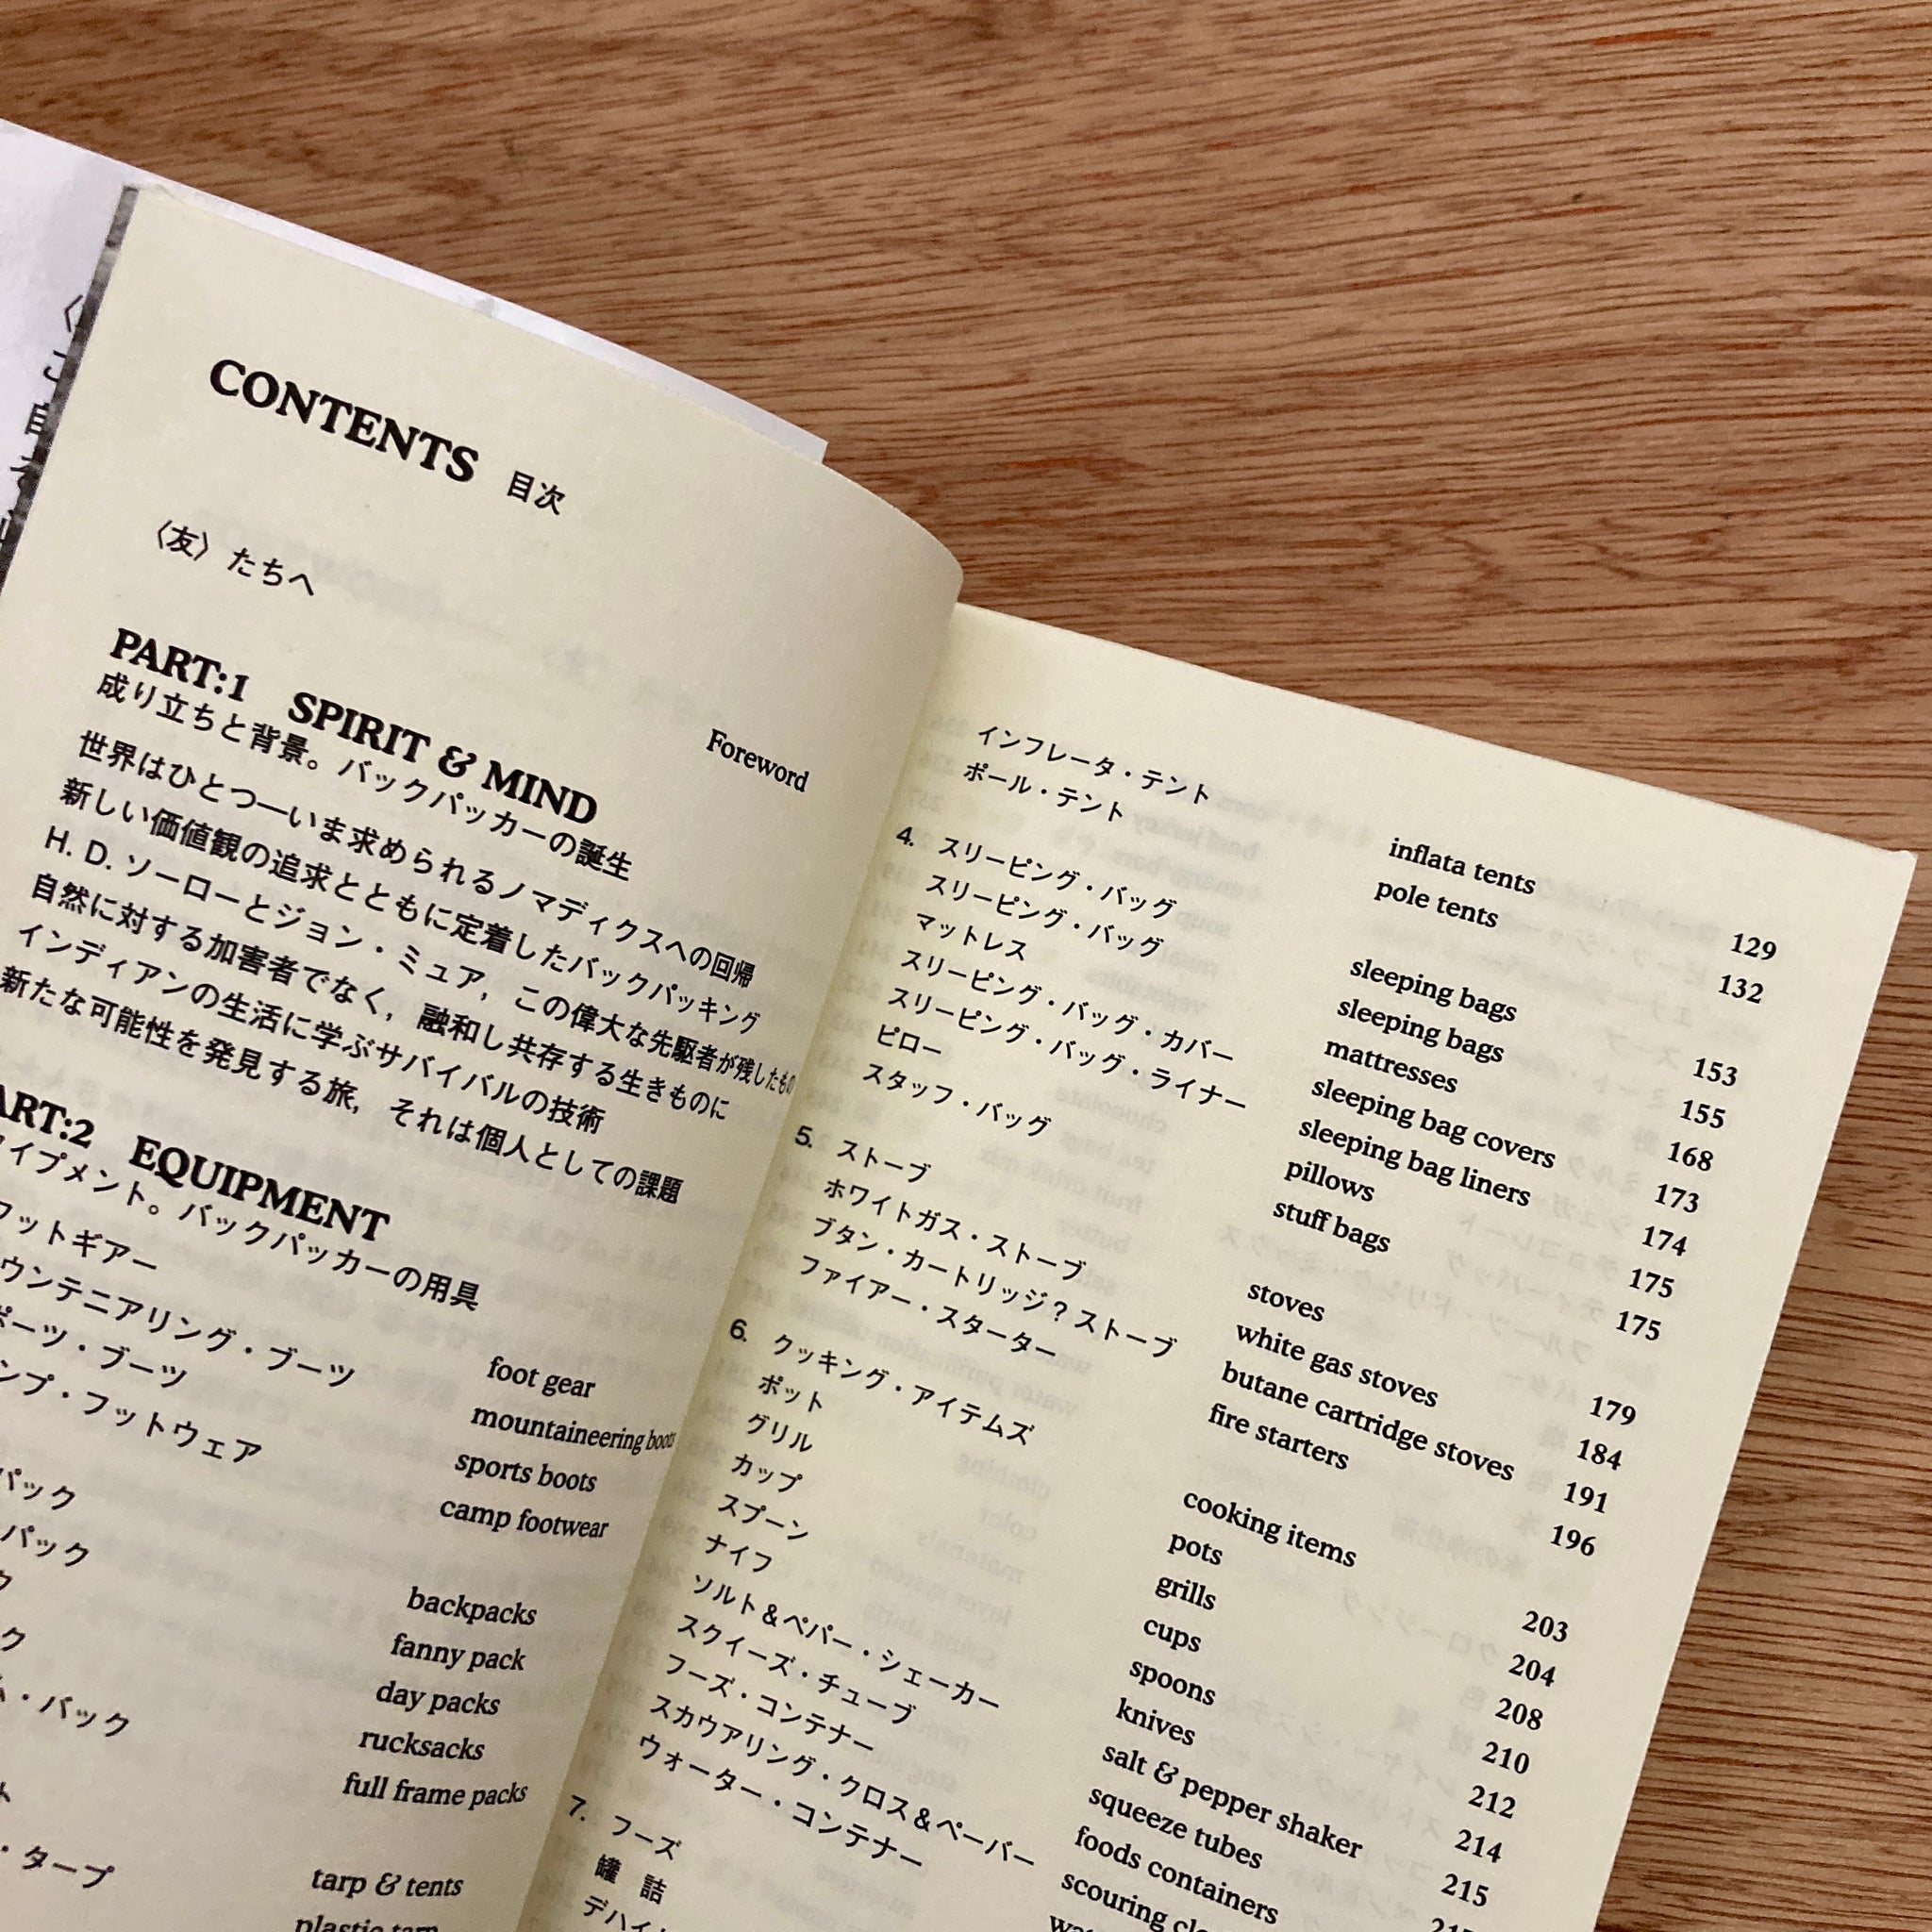 CONTENTS 目次
〈友〉たちへ
Foreword
PART:1 SPIRIT & MIND
成り立ちと背景。バックパッカーの誕生
世界はひとつ―いま求められるノマディクスへの回帰
新しい価値観の追求とともに定着したバックパッキング
H. D. ソーローとジョン・ミュア，この偉大な先駆者が残したもの
自然に対する加害者でなく，融和し共存する生きものに
インディアンの生活に学ぶサバイバルの技術
新たな可能性を発見する旅，それは個人としての課題
ART:2 EQUIPMENT
イプメント。バックパッカーの用具
フットギアー foot gear
ウンテニアリング・ブーツ mountaineering boots
ポーツ・ブーツ sports boots
ンプ・フットウェア camp footwear
パック backpacks
パック fanny pack
ク day packs
ク rucksacks
ム・パック full frame packs
ト tarp & tents
・タープ plastic tarp
インフレータ・テント inflata tents 129
ポール・テント pole tents 132
4. スリーピング・バッグ sleeping bags 153
スリーピング・バッグ sleeping bags 155
マットレス mattresses 168
スリーピング・バッグ・カバー sleeping bag covers 173
スリーピング・バッグ・ライナー sleeping bag liners 174
ピロー pillows 175
スタッフ・バッグ stuff bags 175
5. ストーブ stoves 179
ホワイトガス・ストーブ white gas stoves 184
ブタン・カートリッジ？ストーブ butane cartridge stoves 191
ファイアー・スターター fire starters 196
6. クッキング・アイテムズ cooking items 203
ポット pots 204
グリル grills 208
カップ cups 210
スプーン spoons 212
ナイフ knives 214
ソルト＆ペパー・シェーカー salt & pepper shaker 215
スクイーズ・チューブ squeeze tubes
フーズ・コンテナー foods containers
スカウアリング・クロス＆ペーパー scouring
ウォーター・コンテナー
7. フーズ
罐 詰
デハイ